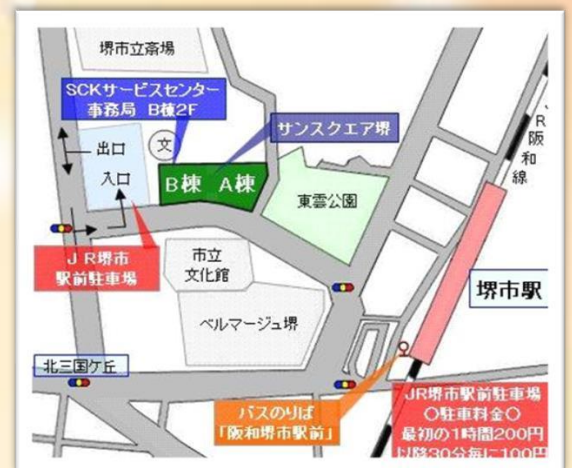 堺市立斎場
SCKサービスセンター
事務局 B棟2F
サンスクエア堺
出口
文
入口
B棟 A棟
東雲公園
JR阪和線
JR堺市
駅前駐車場
市立
文化館
堺市駅
ベルマージュ堺
北三国ケ丘
バスのりば
「阪和堺市駅前」
JR堺市駅前駐車場
〇駐車料金〇
最初の1時間200円
以降30分毎に100円